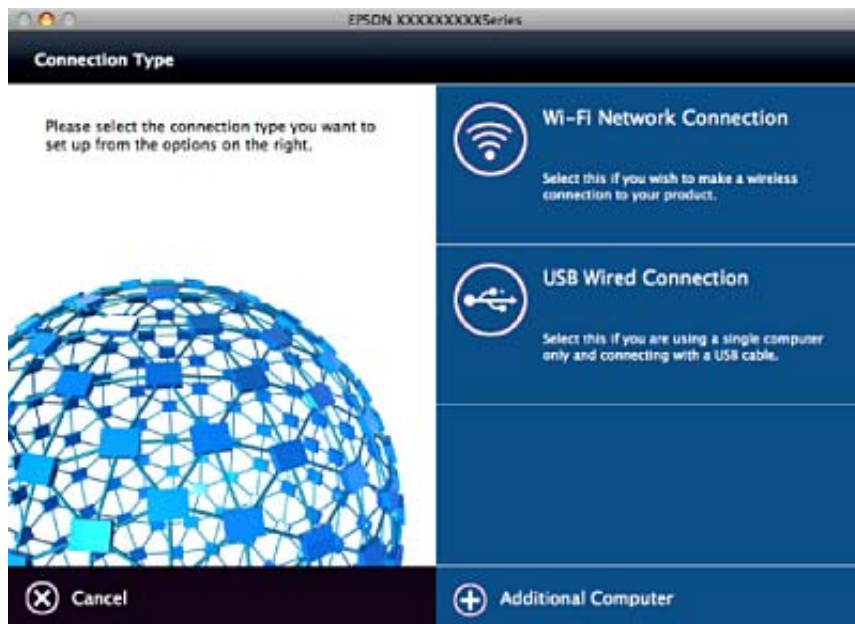 EPSON XXXXXXXXXSeries
Connection Type
Please select the connection type you want to
set up from the options on the right.
Wi-Fi Network Connection
Select this if you wish to make a wireless
connection to your product.
USB Wired Connection
Select this if you are using a single computer
only and connecting with a USB cable.
Cancel
Additional Computer